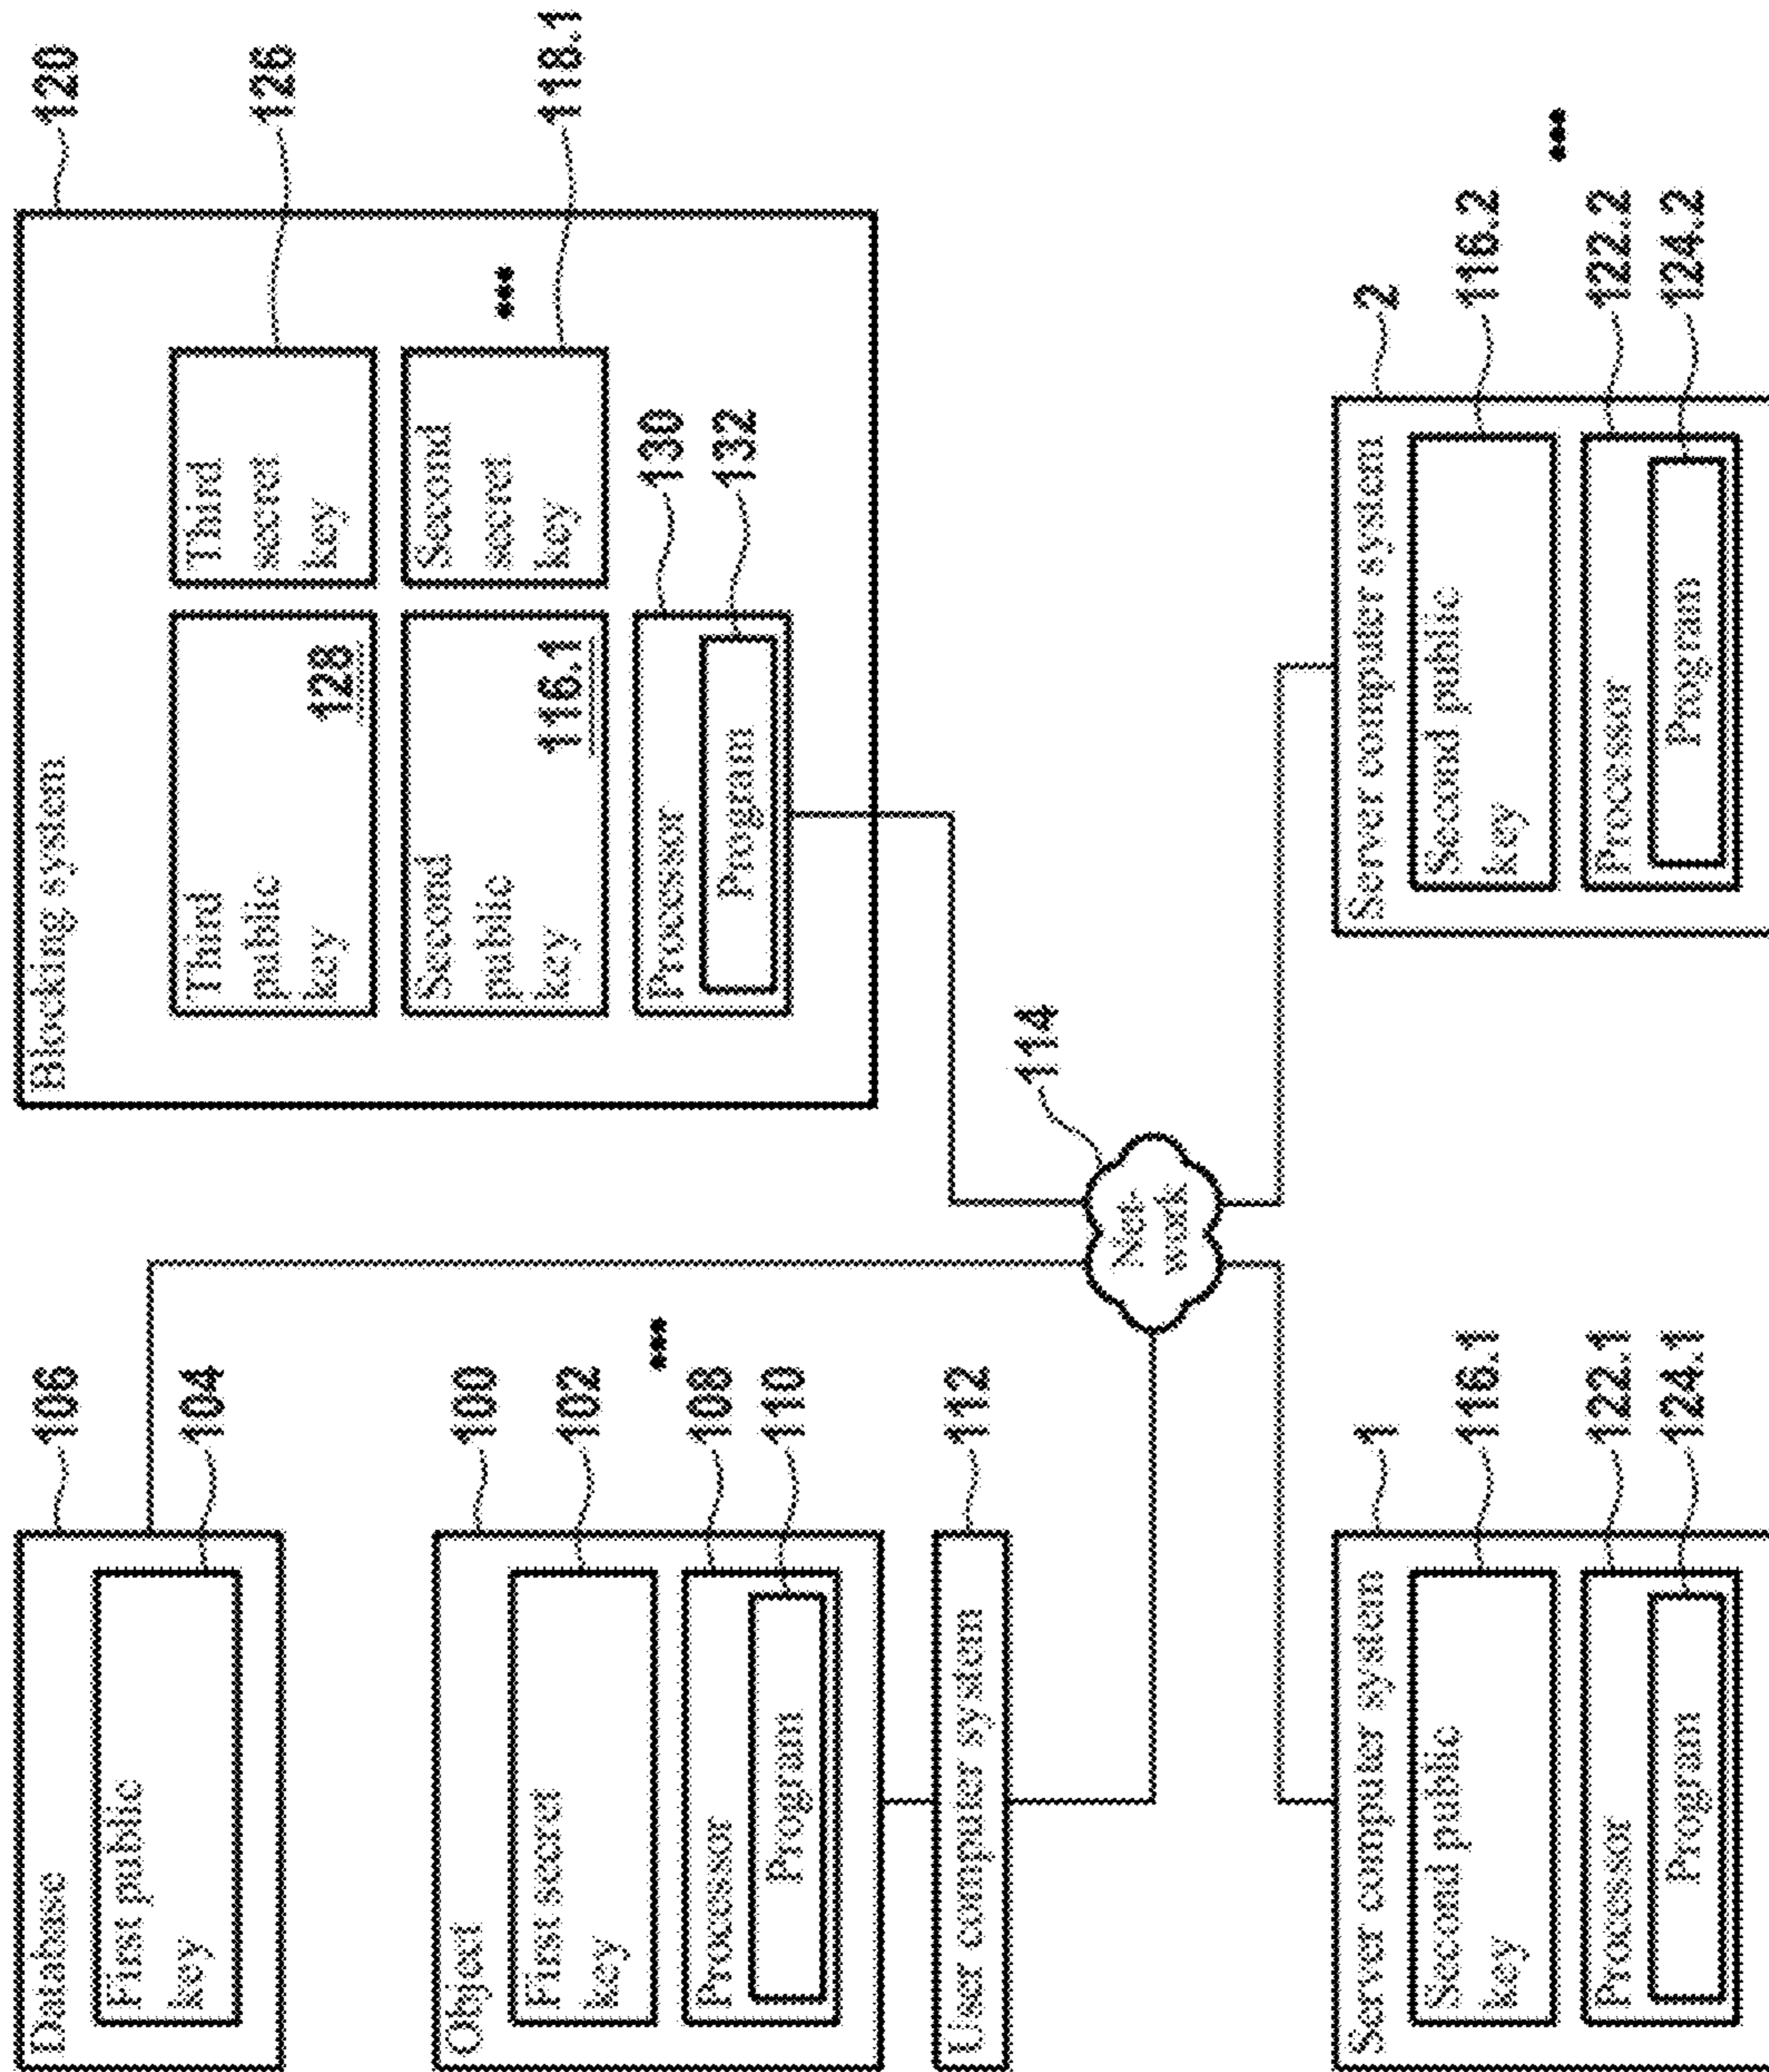 Database
First public
key
106
104
Object
First secret
key
Processor
Program
100
102
•••
108
110
User computer system
112
Blocking system
120
Third
public
key
128
Third
secret
key
126
Second
public
key
116.1
Second
secret
key
•••
118.1
Processor
Program
130
132
Net-
work
114
Server computer system
1
Second public
key
116.1
Processor
122.1
Program
124.1
Server computer system
2
Second public
key
116.2
•••
Processor
122.2
Program
124.2